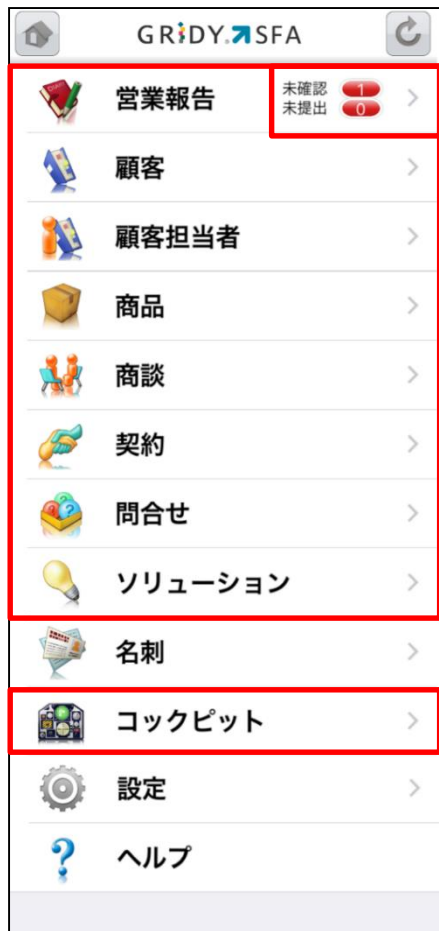 GRiDY.SFA
営業報告
未確認 1
未提出 0
顧客
顧客担当者
商品
商談
契約
問合せ
ソリューション
名刺
コックピット
設定
ヘルプ